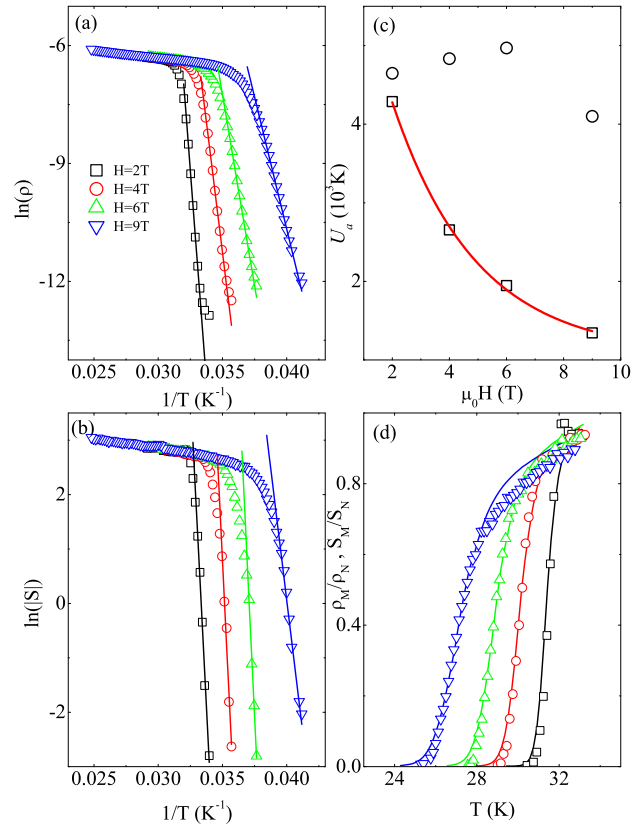 (a)
-6
-9
-12
ln(ρ)
H=2T
H=4T
H=6T
H=9T
0.025 0.030 0.035 0.040
1/T (K⁻¹)
(c)
4
2
Uₐ (10³K)
0 2 4 6 8 10
μ₀H (T)
(b)
2
0
-2
ln(|S|)
0.025 0.030 0.035 0.040
1/T (K⁻¹)
(d)
0.8
0.4
0.0
ρ_M/ρ_N , S_M/S_N
24 28 32
T (K)